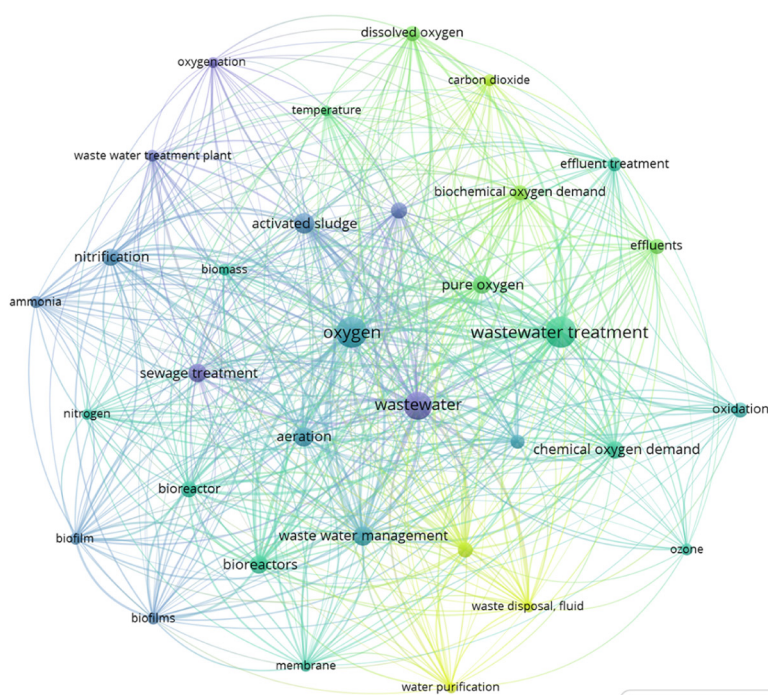 dissolved oxygen
oxygenation
carbon dioxide
temperature
waste water treatment plant
effluent treatment
biochemical oxygen demand
activated sludge
effluents
nitrification
biomass
pure oxygen
ammonia
oxygen
wastewater treatment
sewage treatment
wastewater
oxidation
nitrogen
aeration
chemical oxygen demand
bioreactor
waste water management
biofilm
ozone
bioreactors
waste disposal, fluid
biofilms
membrane
water purification